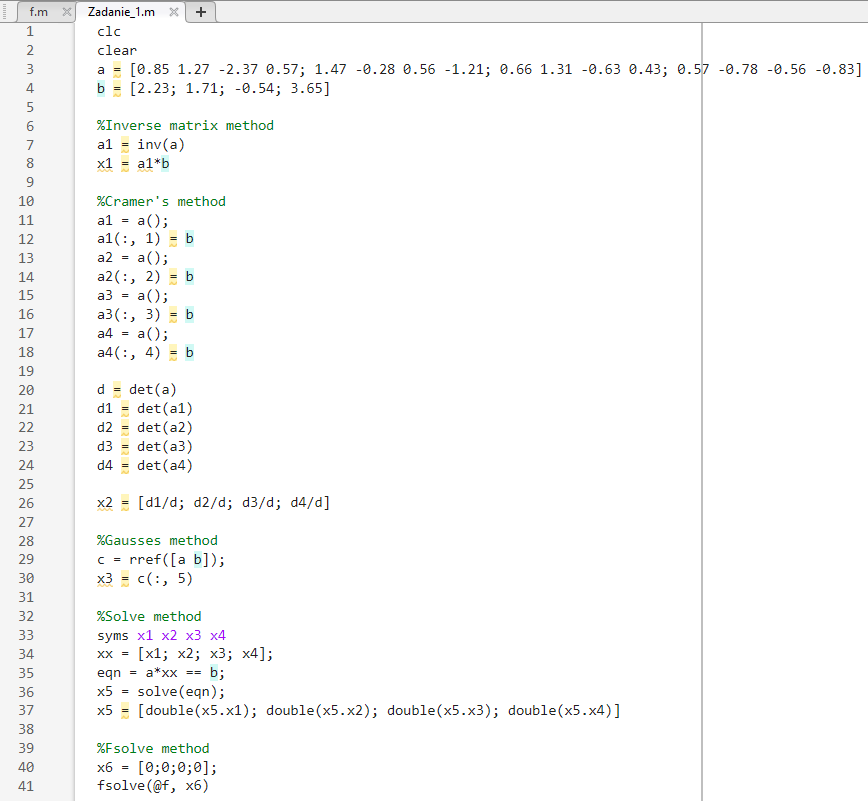 f.m
Zadanie_1.m
+
1 clc
2 clear
3 a = [0.85 1.27 -2.37 0.57; 1.47 -0.28 0.56 -1.21; 0.66 1.31 -0.63 0.43; 0.57 -0.78 -0.56 -0.83]
4 b = [2.23; 1.71; -0.54; 3.65]
5
6 %Inverse matrix method
7 a1 = inv(a)
8 x1 = a1*b
9
10 %Cramer's method
11 a1 = a();
12 a1(:, 1) = b
13 a2 = a();
14 a2(:, 2) = b
15 a3 = a();
16 a3(:, 3) = b
17 a4 = a();
18 a4(:, 4) = b
19
20 d = det(a)
21 d1 = det(a1)
22 d2 = det(a2)
23 d3 = det(a3)
24 d4 = det(a4)
25
26 x2 = [d1/d; d2/d; d3/d; d4/d]
27
28 %Gausses method
29 c = rref([a b]);
30 x3 = c(:, 5)
31
32 %Solve method
33 syms x1 x2 x3 x4
34 xx = [x1; x2; x3; x4];
35 eqn = a*xx == b;
36 x5 = solve(eqn);
37 x5 = [double(x5.x1); double(x5.x2); double(x5.x3); double(x5.x4)]
38
39 %Fsolve method
40 x6 = [0;0;0;0];
41 fsolve(@f, x6)